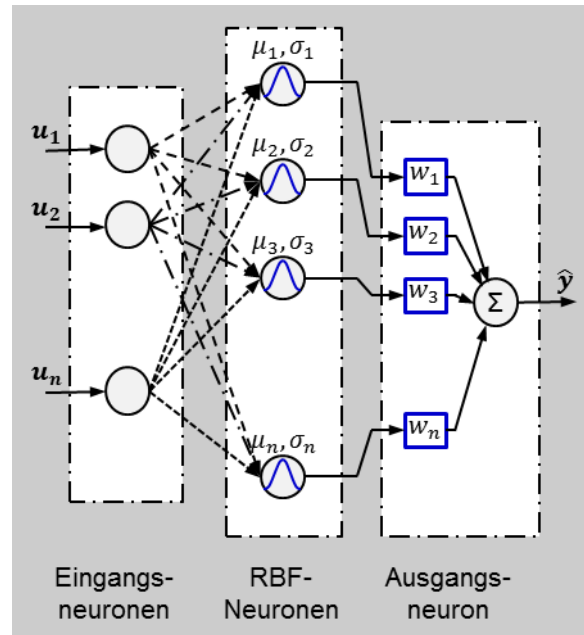 μ₁, σ₁
u₁
μ₂, σ₂
w₁
u₂
w₂
μ₃, σ₃
w₃
Σ
ŷ
uₙ
μₙ, σₙ
wₙ
Eingangs-
neuronen
RBF-
Neuronen
Ausgangs-
neuron